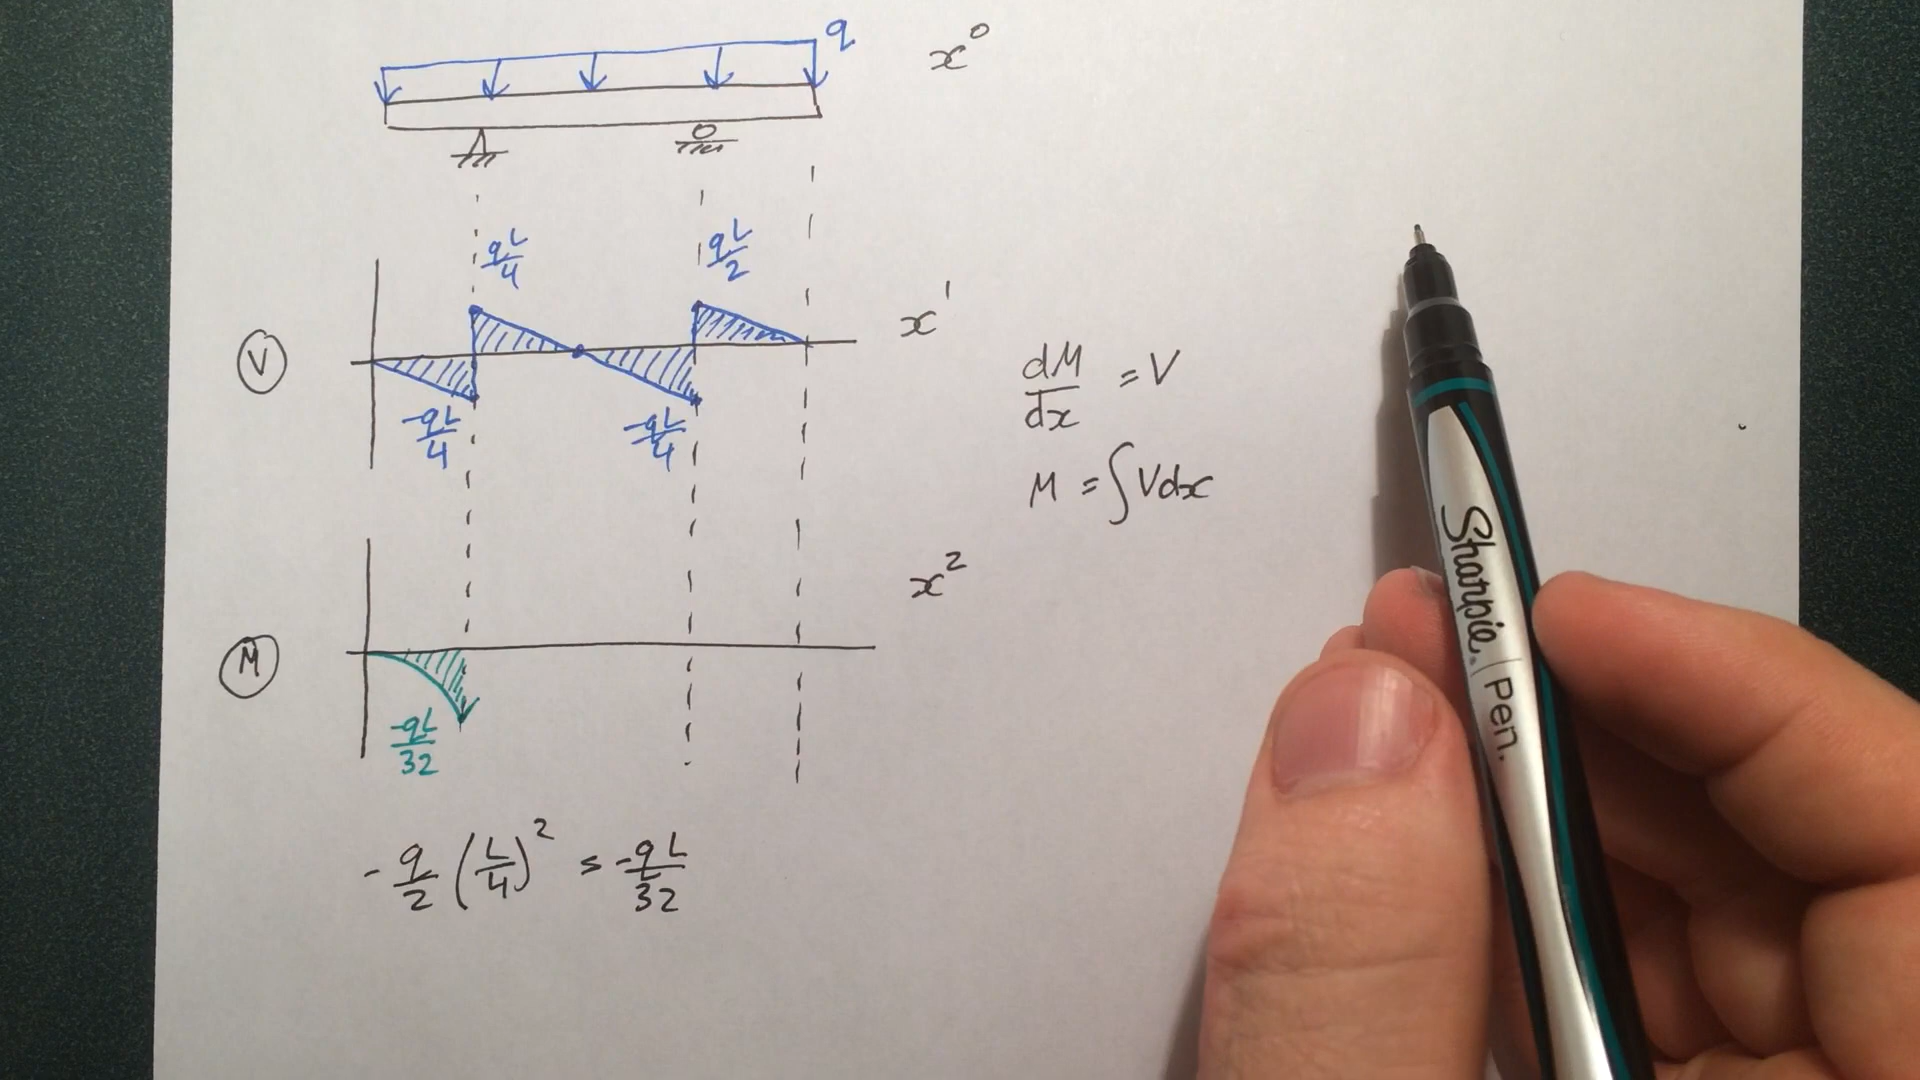 q
x⁰
qL/4
qL/2
x¹
V
-qL/4
-qL/4
dM/dx = V
M = ∫Vdx
x²
M
-qL/32
-q/2 (L/4)² = -qL/32
Sharpie. | Pen.